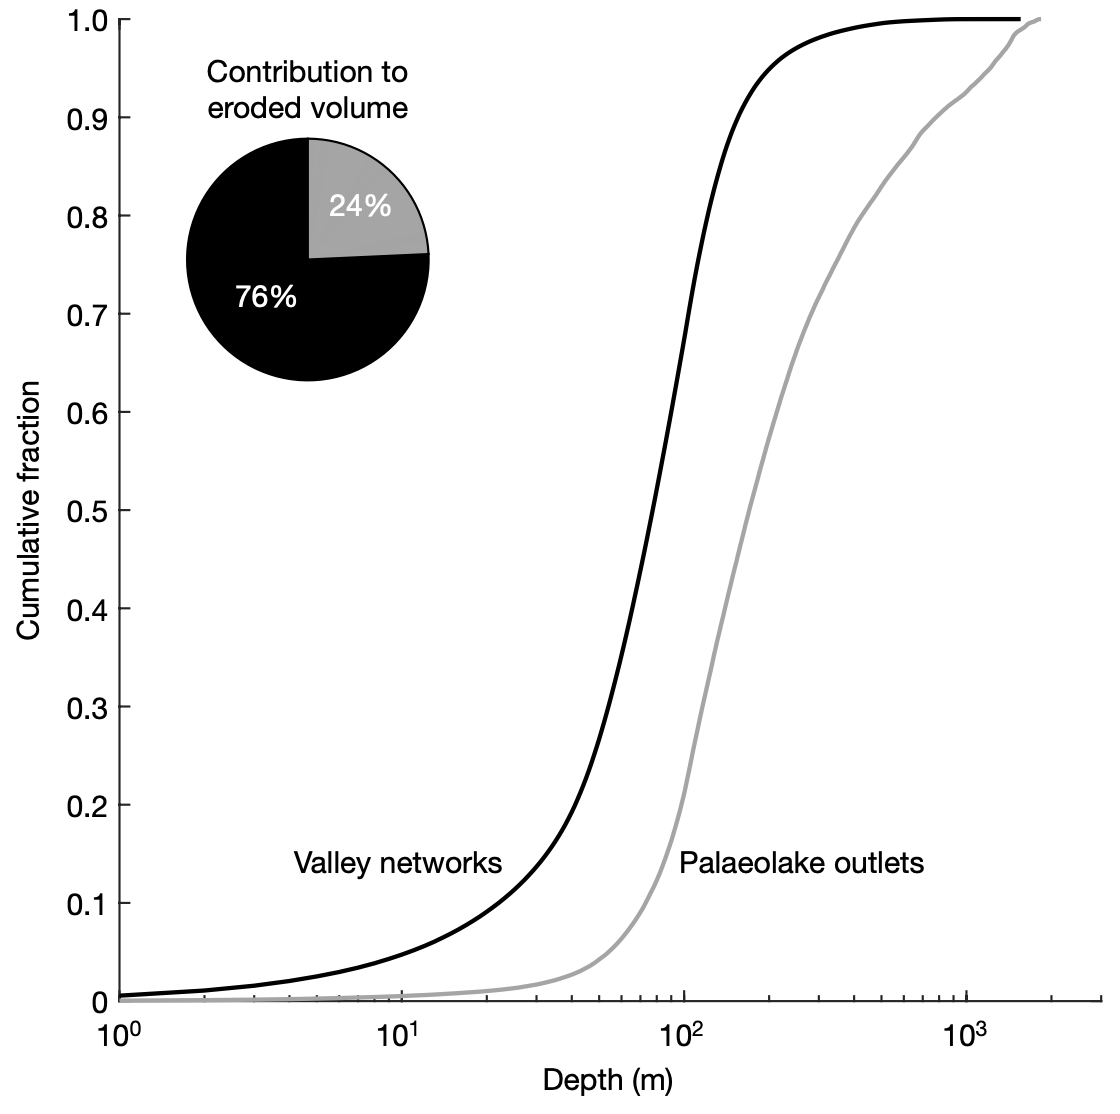 Contribution to
eroded volume
24%
76%
1.0
0.9
0.8
0.7
0.6
0.5
0.4
0.3
0.2
0.1
0
Cumulative fraction
Valley networks
Palaeolake outlets
10⁰
10¹
10²
10³
Depth (m)